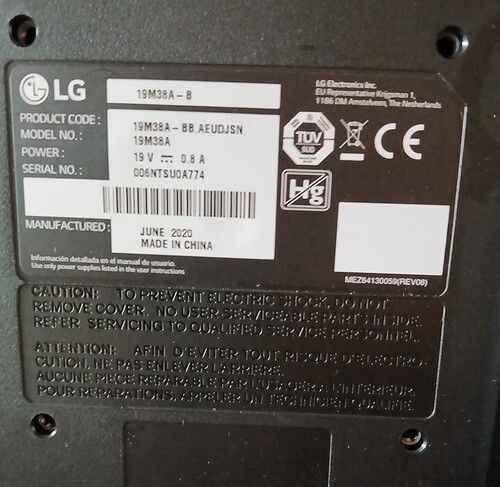 LG
19M38A-B
LG Electronics Inc.
EU Representative Krijgsman 1,
1186 DM Amstelveen, The Netherlands
PRODUCT CODE : 19M38A-BB.AEUDJSN
MODEL NO. : 19M38A
POWER : 19 V ⎓ 0.8 A
SERIAL NO. : 006NTSU0A774
TÜV
SÜD
CE
Hg
MANUFACTURED : JUNE 2020
MADE IN CHINA
Información detallada en el manual de usuario.
Use only power supplies listed in the user instructions
MEZ64130059(REV08)
CAUTION: TO PREVENT ELECTRIC SHOCK, DO NOT
REMOVE COVER. NO USER-SERVICEABLE PARTS INSIDE.
REFER SERVICING TO QUALIFIED SERVICE PERSONNEL.
ATTENTION: AFIN D'EVITER TOUT RISQUE D'ELECTRO-
CUTION, NE PAS ENLEVER L'ARRIERE.
AUCUNE PIECE REPARABLE PAR L'USAGER A L'INTERIEUR.
POUR REPARATIONS, APPELEZ UN TECHNICIEN QUALIFIE.